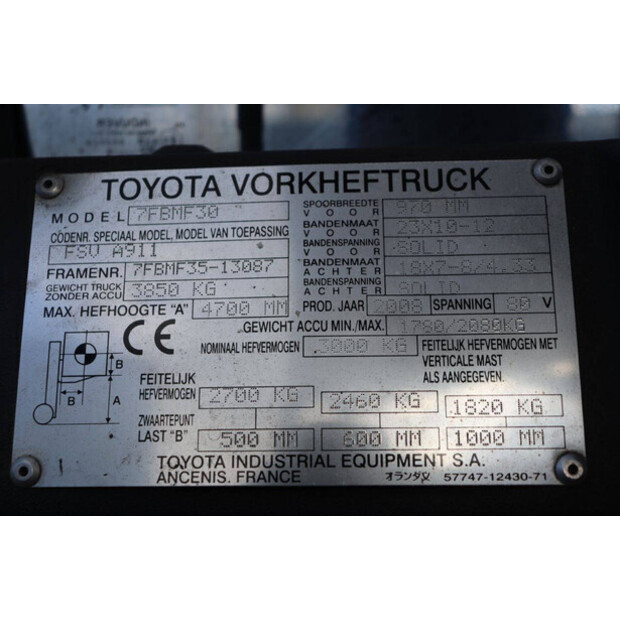 TOYOTA VORKHEFTRUCK
MODEL 7FBMF30
CODENR. SPECIAAL MODEL, MODEL VAN TOEPASSING
FSV A911
FRAMENR. 7FBMF35-13087
GEWICHT TRUCK ZONDER ACCU 3850 KG
MAX. HEFHOOGTE "A" 4700 MM
SPOORBREEDTE VOOR 970 MM
BANDENMAAT VOOR 23X10-12
BANDENSPANNING VOOR SOLID
BANDENMAAT ACHTER 18X7-8/4.33
BANDENSPANNING ACHTER SOLID
PROD. JAAR 2008 SPANNING 80 V
GEWICHT ACCU MIN./MAX. 1780/2080KG
CE
NOMINAAL HEFVERMOGEN 3000 KG
FEITELIJK HEFVERMOGEN MET
VERTICALE MAST
ALS AANGEGEVEN.
B
B
A
FEITELIJK
HEFVERMOGEN 2700 KG 2460 KG 1820 KG
ZWAARTEPUNT
LAST "B" 500 MM 600 MM 1000 MM
TOYOTA INDUSTRIAL EQUIPMENT S.A.
ANCENIS. FRANCE
オランダ文 57747-12430-71